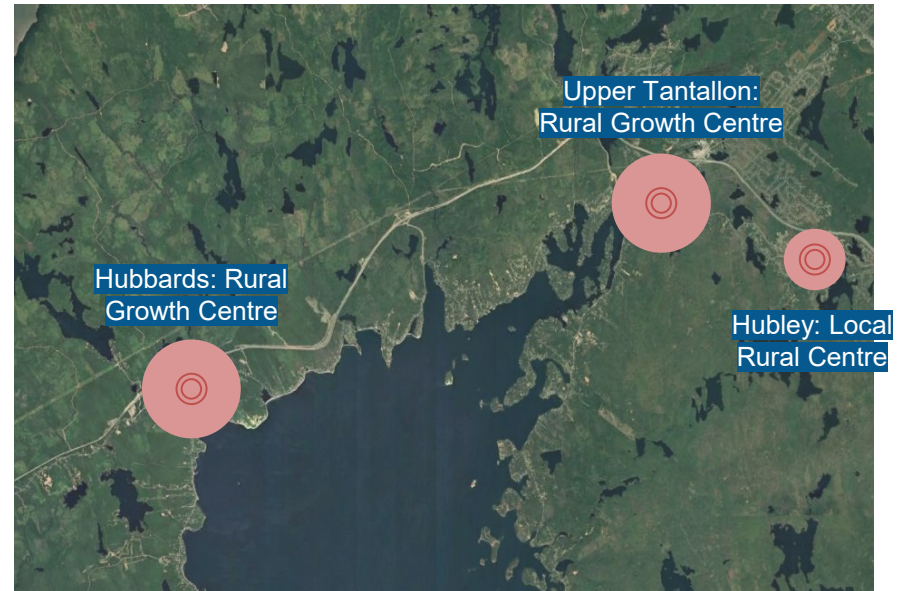 Upper Tantallon:
Rural Growth Centre
Hubbards: Rural
Growth Centre
Hubley: Local
Rural Centre